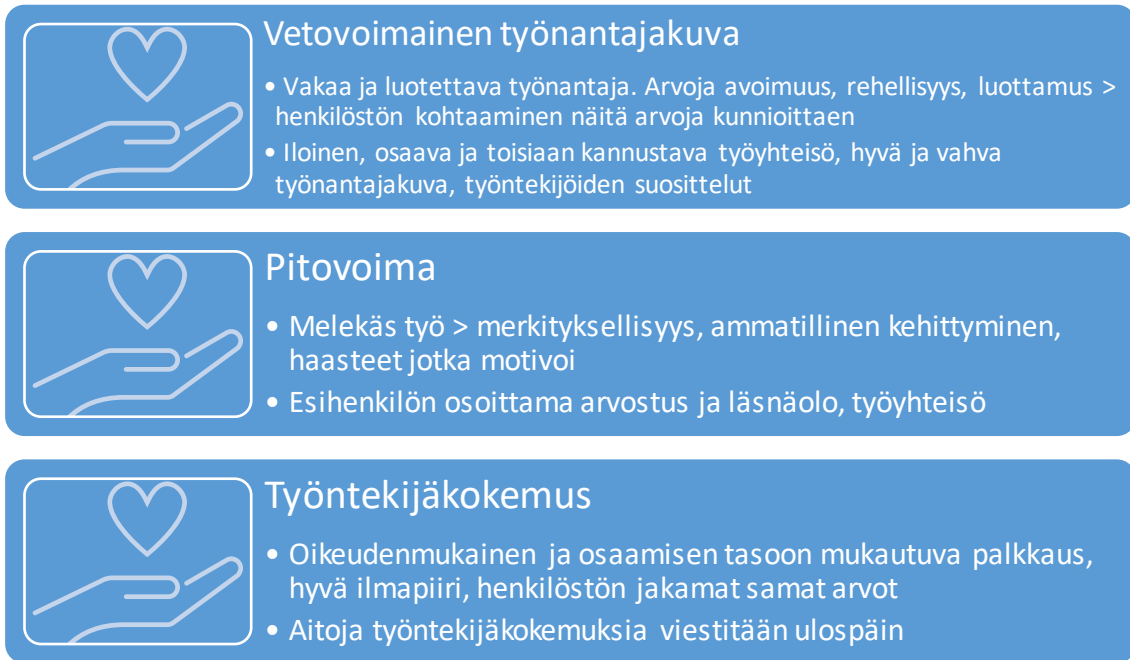 Vetovoimainen työnantajakuva
• Vakaa ja luotettava työnantaja. Arvoja avoimuus, rehellisyys, luottamus >
henkilöstön kohtaaminen näitä arvoja kunnioittaen
• Iloinen, osaava ja toisiaan kannustava työyhteisö, hyvä ja vahva
työnantajakuva, työntekijöiden suosittelut
Pitovoima
• Melekäs työ > merkityksellisyys, ammatillinen kehittyminen,
haasteet jotka motivoi
• Esihenkilön osoittama arvostus ja läsnäolo, työyhteisö
Työntekijäkokemus
• Oikeudenmukainen ja osaamisen tasoon mukautuva palkkaus,
hyvä ilmapiiri, henkilöstön jakamat samat arvot
• Aitoja työntekijäkokemuksia viestitään ulospäin